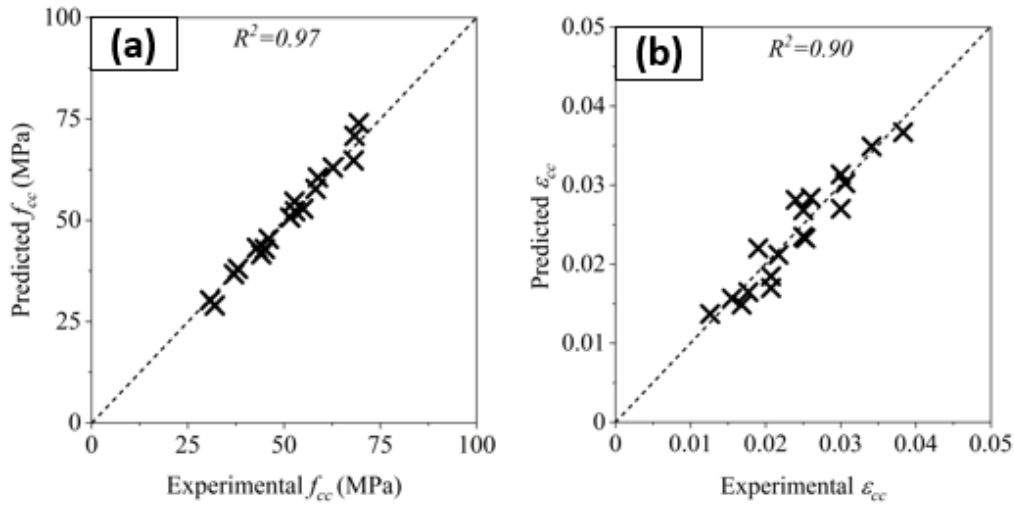 (a)
R²=0.97
100
75
50
25
0
0 25 50 75 100
Predicted fcc (MPa)
Experimental fcc (MPa)
(b)
R²=0.90
0.05
0.04
0.03
0.02
0.01
0
0 0.01 0.02 0.03 0.04 0.05
Predicted εcc
Experimental εcc